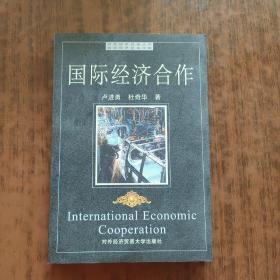 国际经济合作
卢进勇 杜奇华 著
International Economic
Cooperation
对外经济贸易大学出版社